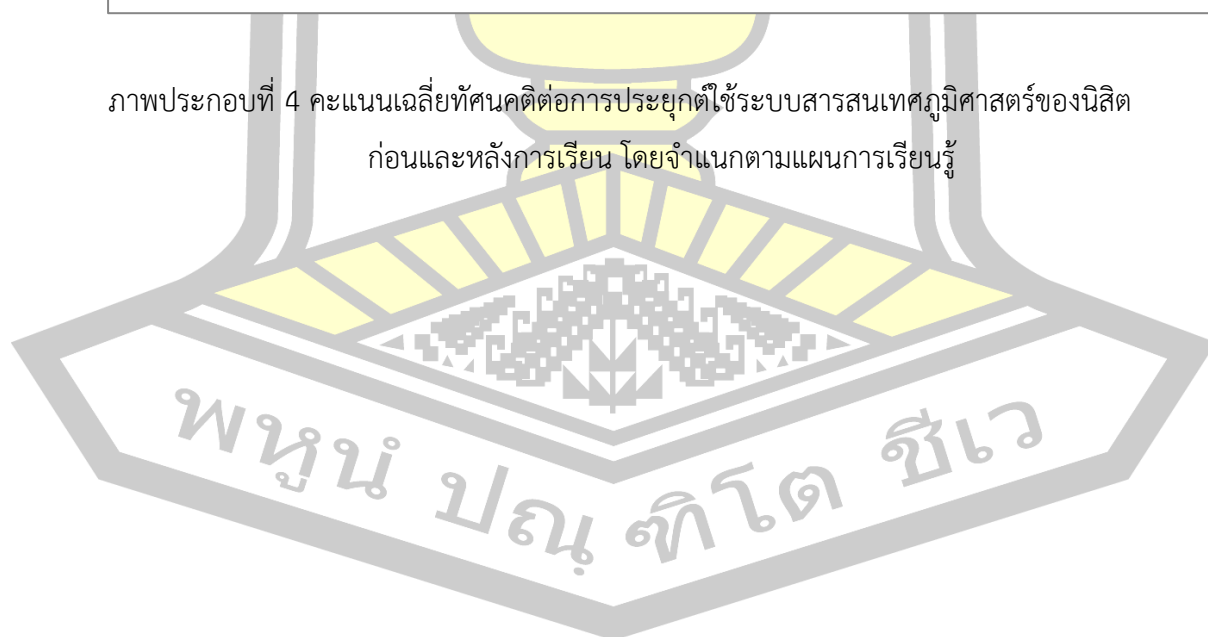 ภาพประกอบที่ 4 คะแนนเฉลี่ยทัศนคติต่อการประยุกต์ใช้ระบบสารสนเทศภูมิศาสตร์ของนิสิต
ก่อนและหลังการเรียน โดยจำแนกตามแผนการเรียนรู้
พหูนํ ปณฺฑิโต ชีเว